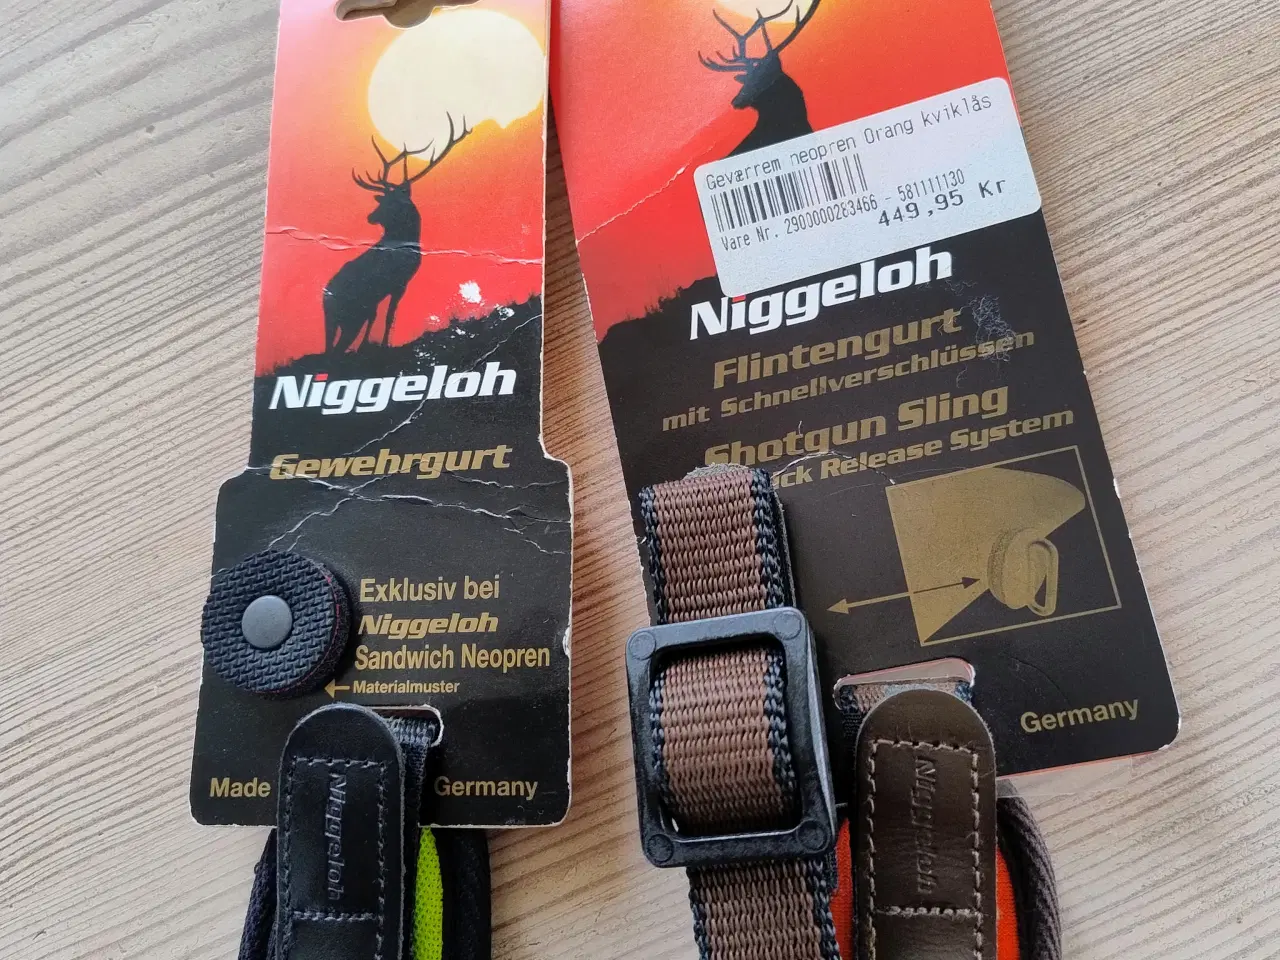 Niggeloh
Gewehrgurt
Exklusiv bei
Niggeloh
Sandwich Neopren
Materialmuster
Made
Germany
Niggeloh
Geværrem neopren Orang kviklås
Vare Nr. 2900000283466 - 581111130
449,95 Kr
Niggeloh
Flintengurt
mit Schnellverschlüssen
Shotgun Sling
Release System
Germany
Niggeloh